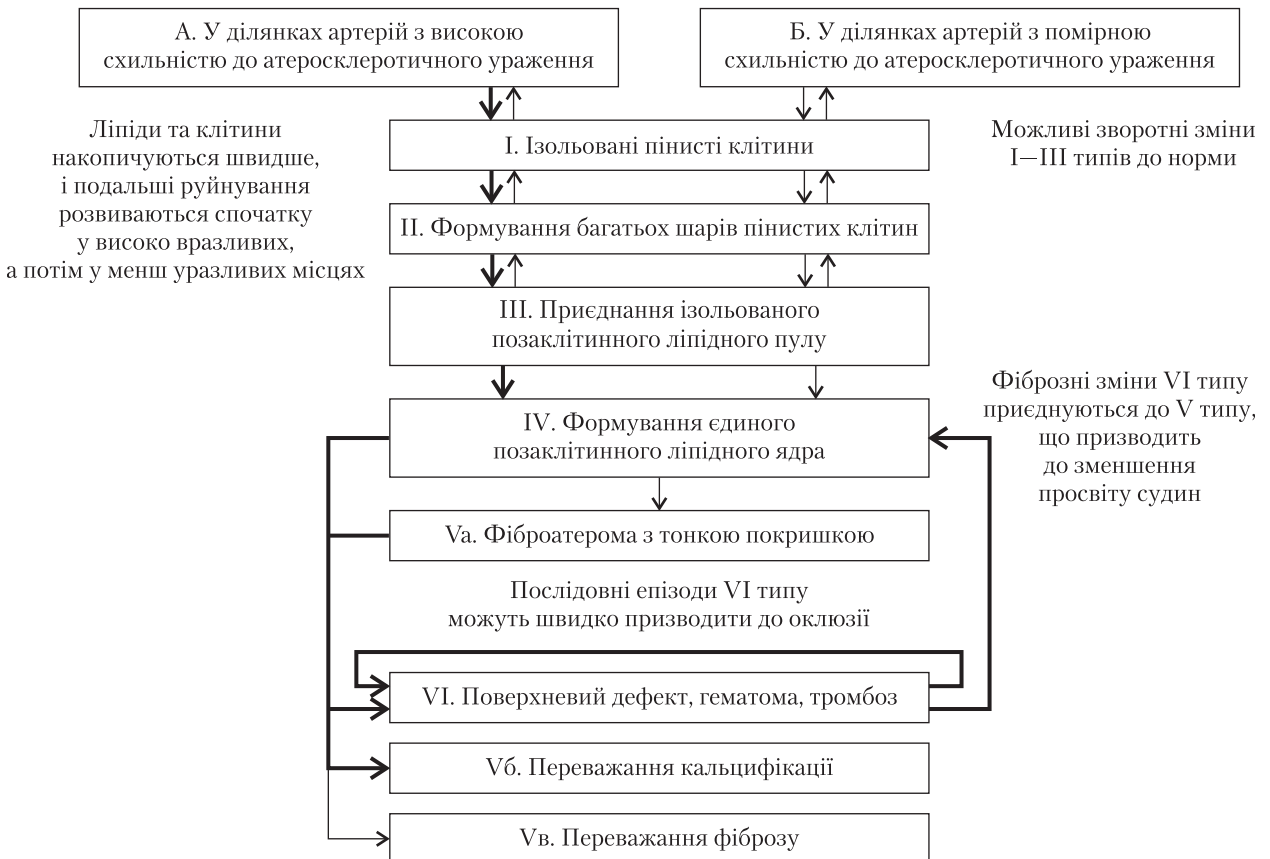 А. У ділянках артерій з високою
схильністю до атеросклеротичного ураження
Б. У ділянках артерій з помірною
схильністю до атеросклеротичного ураження
Ліпіди та клітини
накопичуються швидше,
і подальші руйнування
розвиваються спочатку
у високо вразливих,
а потім у менш уразливих місцях
I. Ізольовані пінисті клітини
Можливі зворотні зміни
I—III типів до норми
II. Формування багатьох шарів пінистих клітин
III. Приєднання ізольованого
позаклітинного ліпідного пулу
IV. Формування єдиного
позаклітинного ліпідного ядра
Фіброзні зміни VI типу
приєднуються до V типу,
що призводить
до зменшення
просвіту судин
Vа. Фіброатерома з тонкою покришкою
Послідовні епізоди VI типу
можуть швидко призводити до оклюзії
VI. Поверхневий дефект, гематома, тромбоз
Vб. Переважання кальцифікації
Vв. Переважання фіброзу